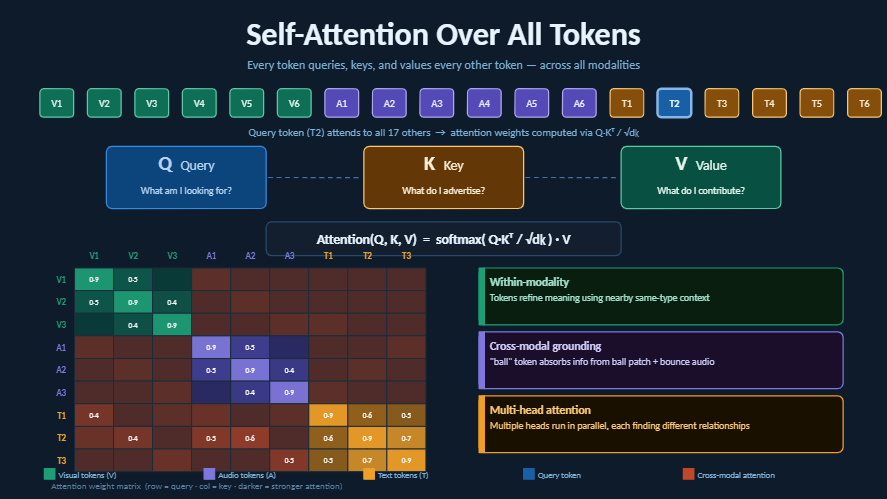 Self-Attention Over All Tokens
Every token queries, keys, and values every other token — across all modalities
V1 V2 V3 V4 V5 V6 A1 A2 A3 A4 A5 A6 T1 T2 T3 T4 T5 T6
Query token (T2) attends to all 17 others → attention weights computed via Q·Kᵀ / √dₖ
Q Query
What am I looking for?
K Key
What do I advertise?
V Value
What do I contribute?
Attention(Q, K, V) = softmax( Q·Kᵀ / √dₖ ) · V
V1 V2 V3 A1 A2 A3 T1 T2 T3
V1 0.9 0.5
V2 0.5 0.9 0.4
V3 0.4 0.9
A1 0.9 0.5
A2 0.5 0.9 0.4
A3 0.4 0.9
T1 0.4 0.9 0.6 0.5
T2 0.4 0.5 0.6 0.6 0.9 0.7
T3 0.5 0.5 0.7 0.9
Within-modality
Tokens refine meaning using nearby same-type context
Cross-modal grounding
"ball" token absorbs info from ball patch + bounce audio
Multi-head attention
Multiple heads run in parallel, each finding different relationships
Visual tokens (V) Audio tokens (A) Text tokens (T) Query token Cross-modal attention
Attention weight matrix (row = query · col = key · darker = stronger attention)